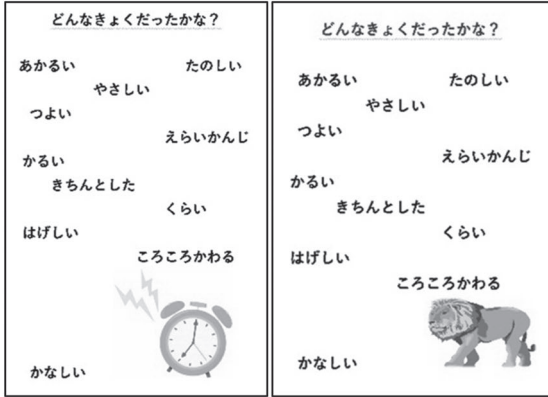 どんなきょくだったかな？
あかるい
たのしい
やさしい
つよい
えらいかんじ
かるい
きちんとした
くらい
はげしい
ころころかわる
かなしい
どんなきょくだったかな？
あかるい
たのしい
やさしい
つよい
えらいかんじ
かるい
きちんとした
くらい
はげしい
ころころかわる
かなしい